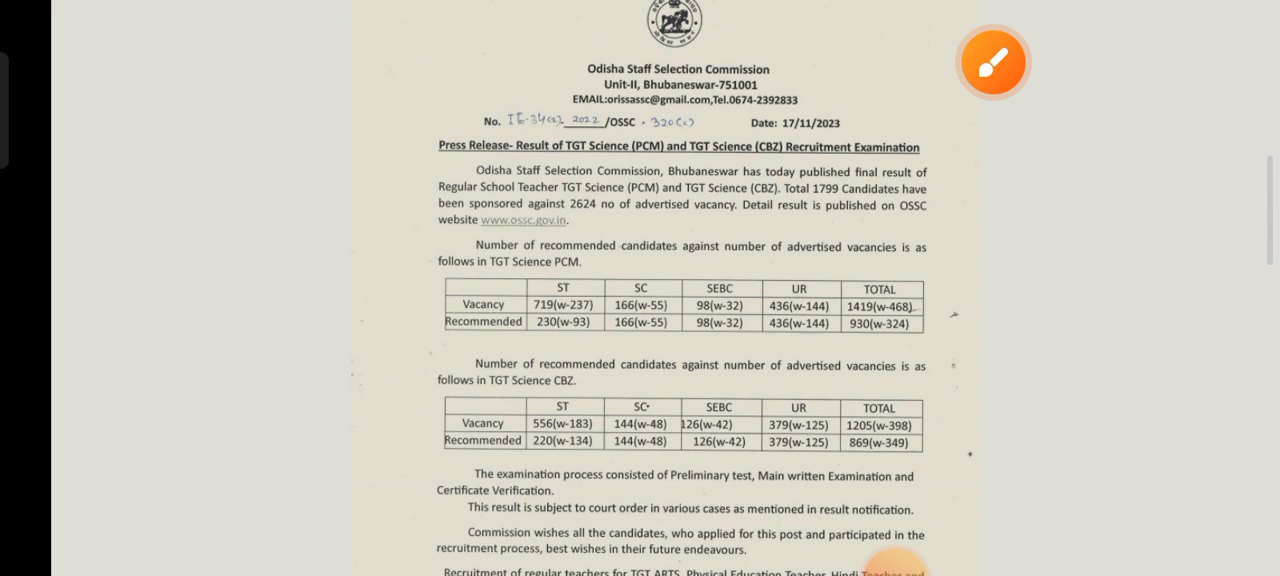 Odisha Staff Selection Commission
Unit-II, Bhubaneswar-751001
EMAIL:orissassc@gmail.com,Tel.0674-2392833
No. IE-34(2) 2022 /OSSC - 320(c) Date: 17/11/2023
Press Release- Result of TGT Science (PCM) and TGT Science (CBZ) Recruitment Examination
Odisha Staff Selection Commission, Bhubaneswar has today published final result of
Regular School Teacher TGT Science (PCM) and TGT Science (CBZ). Total 1799 Candidates have
been sponsored against 2624 no of advertised vacancy. Detail result is published on OSSC
website www.ossc.gov.in.
Number of recommended candidates against number of advertised vacancies is as
follows in TGT Science PCM.
ST SC SEBC UR TOTAL
Vacancy 719(w-237) 166(w-55) 98(w-32) 436(w-144) 1419(w-468)
Recommended 230(w-93) 166(w-55) 98(w-32) 436(w-144) 930(w-324)
Number of recommended candidates against number of advertised vacancies is as
follows in TGT Science CBZ.
ST SC SEBC UR TOTAL
Vacancy 556(w-183) 144(w-48) 126(w-42) 379(w-125) 1205(w-398)
Recommended 220(w-134) 144(w-48) 126(w-42) 379(w-125) 869(w-349)
The examination process consisted of Preliminary test, Main written Examination and
Certificate Verification.
This result is subject to court order in various cases as mentioned in result notification.
Commission wishes all the candidates, who applied for this post and participated in the
recruitment process, best wishes in their future endeavours.
Recruitment of regular teachers for TGT ARTS, Physical Education Teacher, Hindi Teacher and